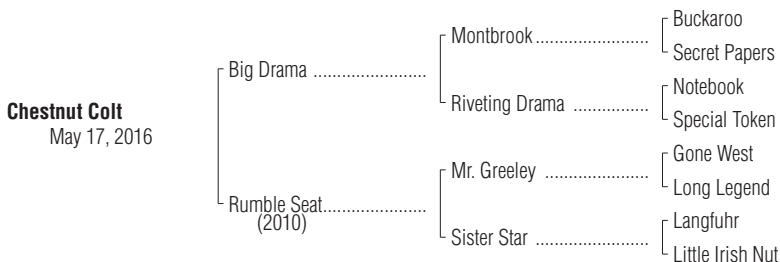 Chestnut Colt
May 17, 2016
Big Drama ........................
Rumble Seat......................
(2010)
Montbrook........................
Riveting Drama ................
Mr. Greeley ......................
Sister Star ........................
Buckaroo
Secret Papers
Notebook
Special Token
Gone West
Long Legend
Langfuhr
Little Irish Nut